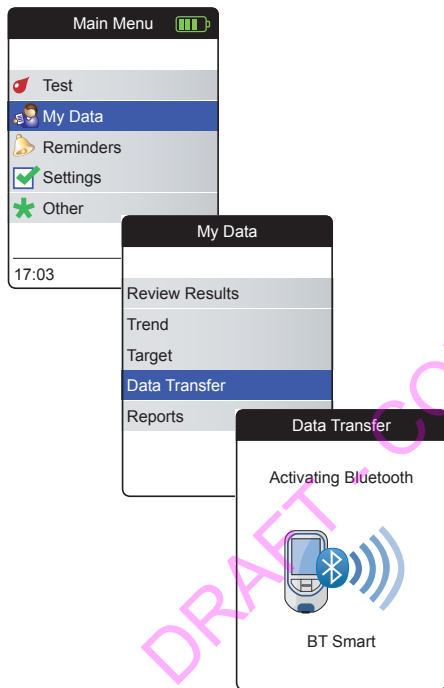 Main Menu
Test
My Data
Reminders
Settings
Other
17:03
My Data
Review Results
Trend
Target
Data Transfer
Reports
Data Transfer
Activating Bluetooth
BT Smart
DRAFT - CO